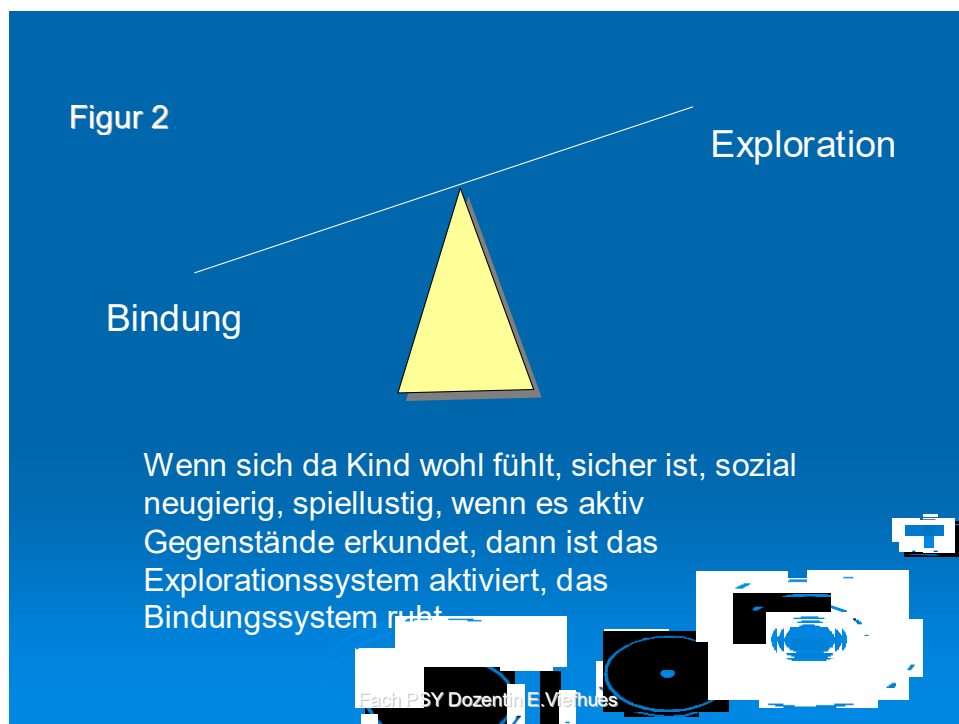 Figur 2
Exploration
Bindung
Wenn sich da Kind wohl fühlt, sicher ist, sozial
neugierig, spiellustig, wenn es aktiv
Gegenstände erkundet, dann ist das
Explorationssystem aktiviert, das
Bindungssystem ruht
Fach PSY Dozentin E.Viefhues